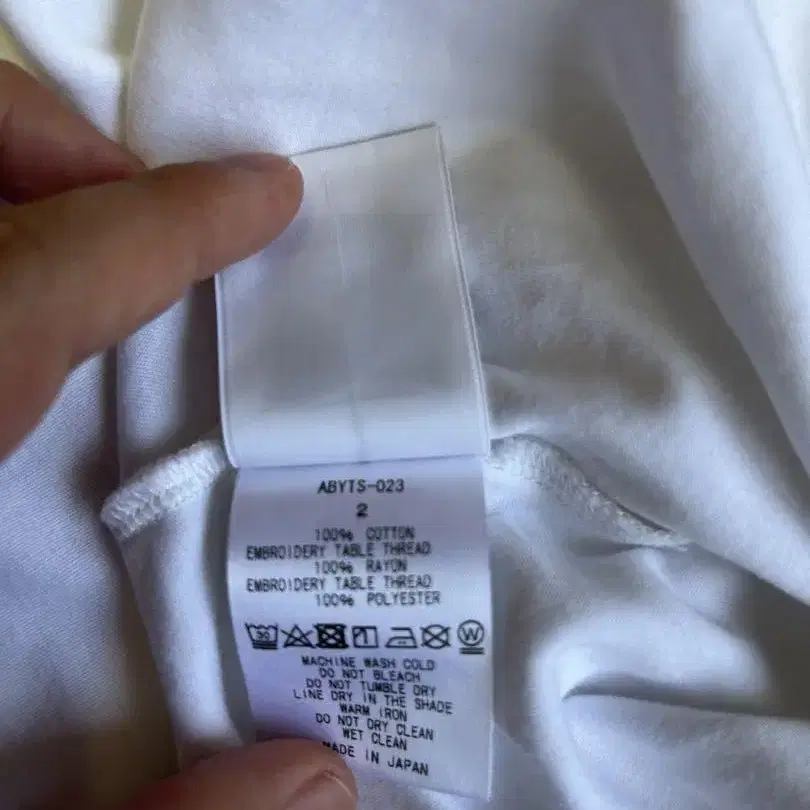 ABYTS-023
2
100% COTTON
EMBROIDERY TABLE THREAD
100% RAYON
EMBROIDERY TABLE THREAD
100% POLYESTER
30
W
MACHINE WASH COLD
DO NOT BLEACH
DO NOT TUMBLE DRY
LINE DRY IN THE SHADE
WARM IRON
DO NOT DRY CLEAN
WET CLEAN
MADE IN JAPAN